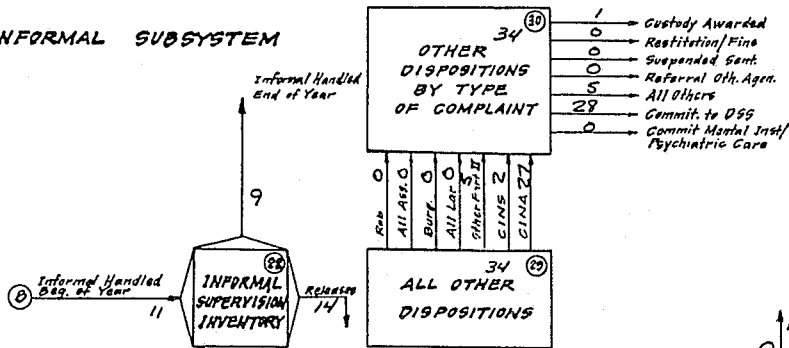 NFORMAL SUBSYSTEM
34 30
OTHER
DISPOSITIONS
BY TYPE
OF COMPLAINT
1 Custody Awarded
0 Restitution/Fine
0 Suspended Sent.
0 Referral Oth. Agen.
5 All Others
28 Commit. to DSS
0 Commit Mental Inst/
Psychiatric Care
Informal Handled
End of Year
9
Rob 0
All Ass. 0
Burg. 0
All Lar 0
Other Part II 5
CINS 2
CINA 27
34 29
ALL OTHER
DISPOSITIONS
B
Informal Handled
Beg. of Year
11
28
INFORMAL
SUPERVISION
INVENTORY
Releases
14